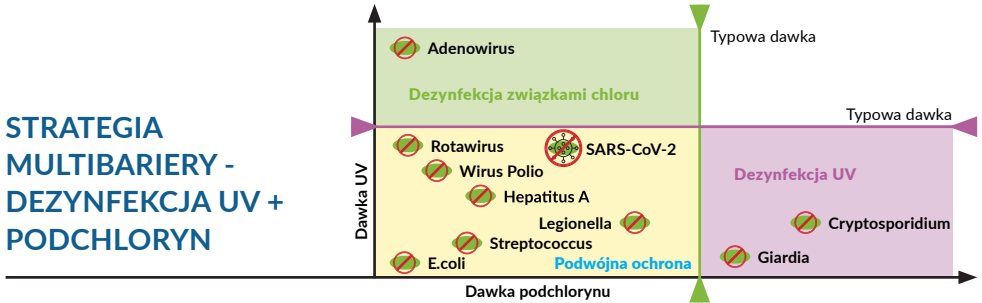 STRATEGIA
MULTIBARIERY -
DEZYNFEKCJA UV +
PODCHLORYN
Dawka UV
Typowa dawka
Adenowirus
Dezynfekcja związkami chloru
Typowa dawka
Rotawirus
SARS-CoV-2
Wirus Polio
Dezynfekcja UV
Hepatitus A
Legionella
Cryptosporidium
Streptococcus
Giardia
E.coli
Podwójna ochrona
Dawka podchlorynu